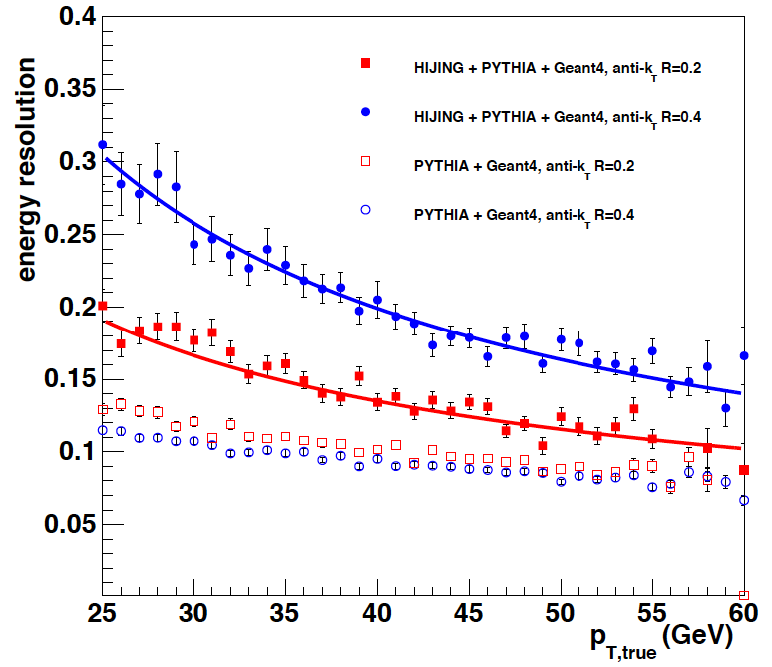 energy resolution
0.4
0.35
0.3
0.25
0.2
0.15
0.1
0.05
HIJING + PYTHIA + Geant4, anti-kT R=0.2
HIJING + PYTHIA + Geant4, anti-kT R=0.4
PYTHIA + Geant4, anti-kT R=0.2
PYTHIA + Geant4, anti-kT R=0.4
25 30 35 40 45 50 55 60
pT,true (GeV)